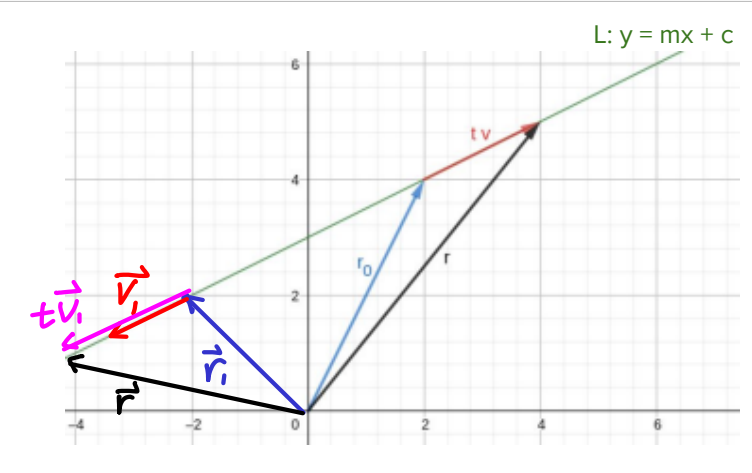 L: y = mx + c
6
t v
4
r₀
r
v⃗₁
2
tv⃗₁
r⃗₁
r⃗
−4 −2 0 2 4 6